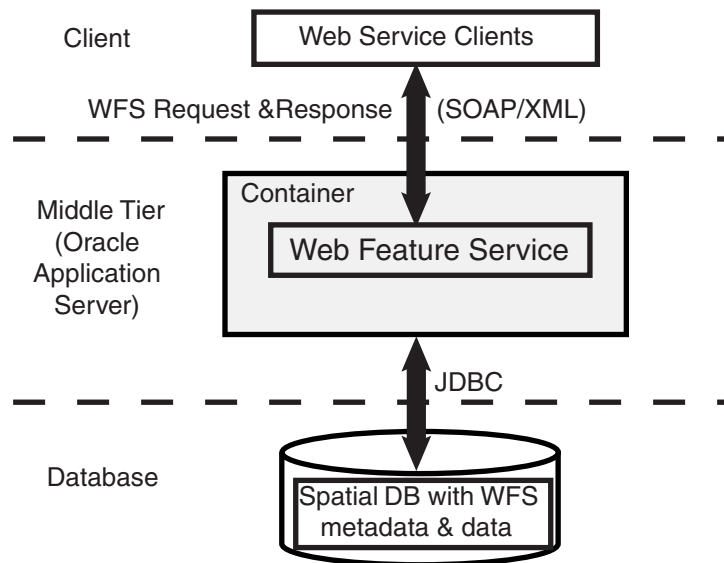 Client
Web Service Clients
WFS Request &Response
(SOAP/XML)
Container
Middle Tier
(Oracle
Application
Server)
Web Feature Service
JDBC
Database
Spatial DB with WFS
metadata & data